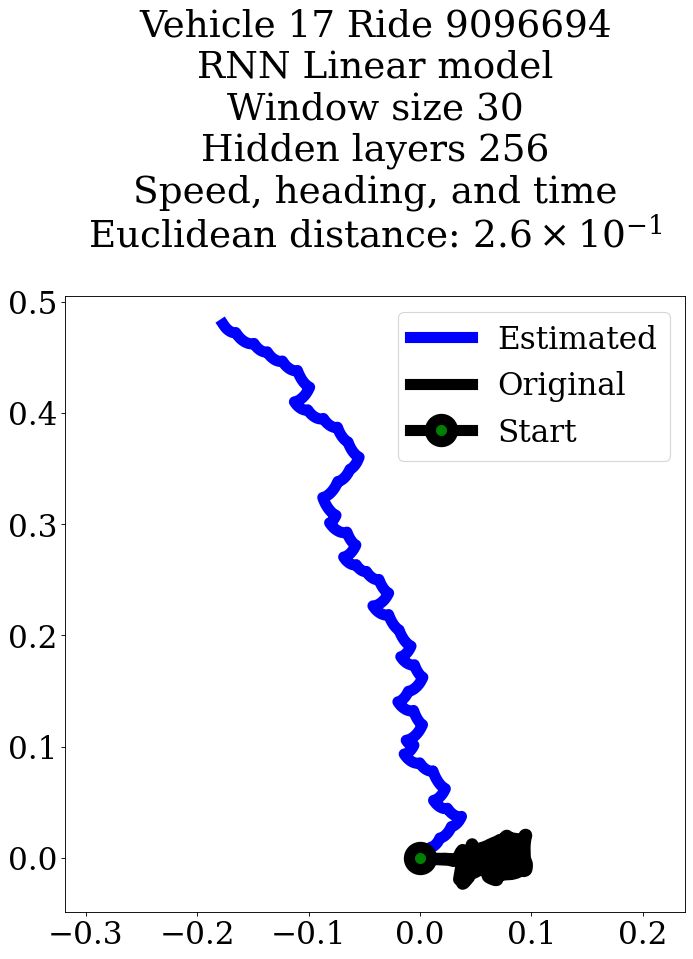 Vehicle 17 Ride 9096694
RNN Linear model
Window size 30
Hidden layers 256
Speed, heading, and time
Euclidean distance: 2.6 × 10⁻¹
Estimated
Original
Start
0.5
0.4
0.3
0.2
0.1
0.0
−0.3 −0.2 −0.1 0.0 0.1 0.2